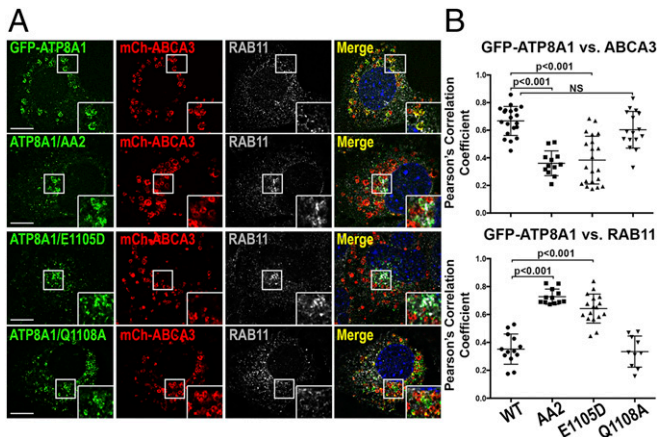 A
GFP-ATP8A1 mCh-ABCA3 RAB11 Merge
ATP8A1/AA2 mCh-ABCA3 RAB11 Merge
ATP8A1/E1105D mCh-ABCA3 RAB11 Merge
ATP8A1/Q1108A mCh-ABCA3 RAB11 Merge
B
GFP-ATP8A1 vs. ABCA3
p<0.001
p<0.001
NS
Pearson's Correlation
Coefficient
1.0
0.8
0.6
0.4
0.2
0.0
GFP-ATP8A1 vs. RAB11
p<0.001
p<0.001
Pearson's Correlation
Coefficient
1.0
0.8
0.6
0.4
0.2
0.0
WT AA2 E1105D Q1108A